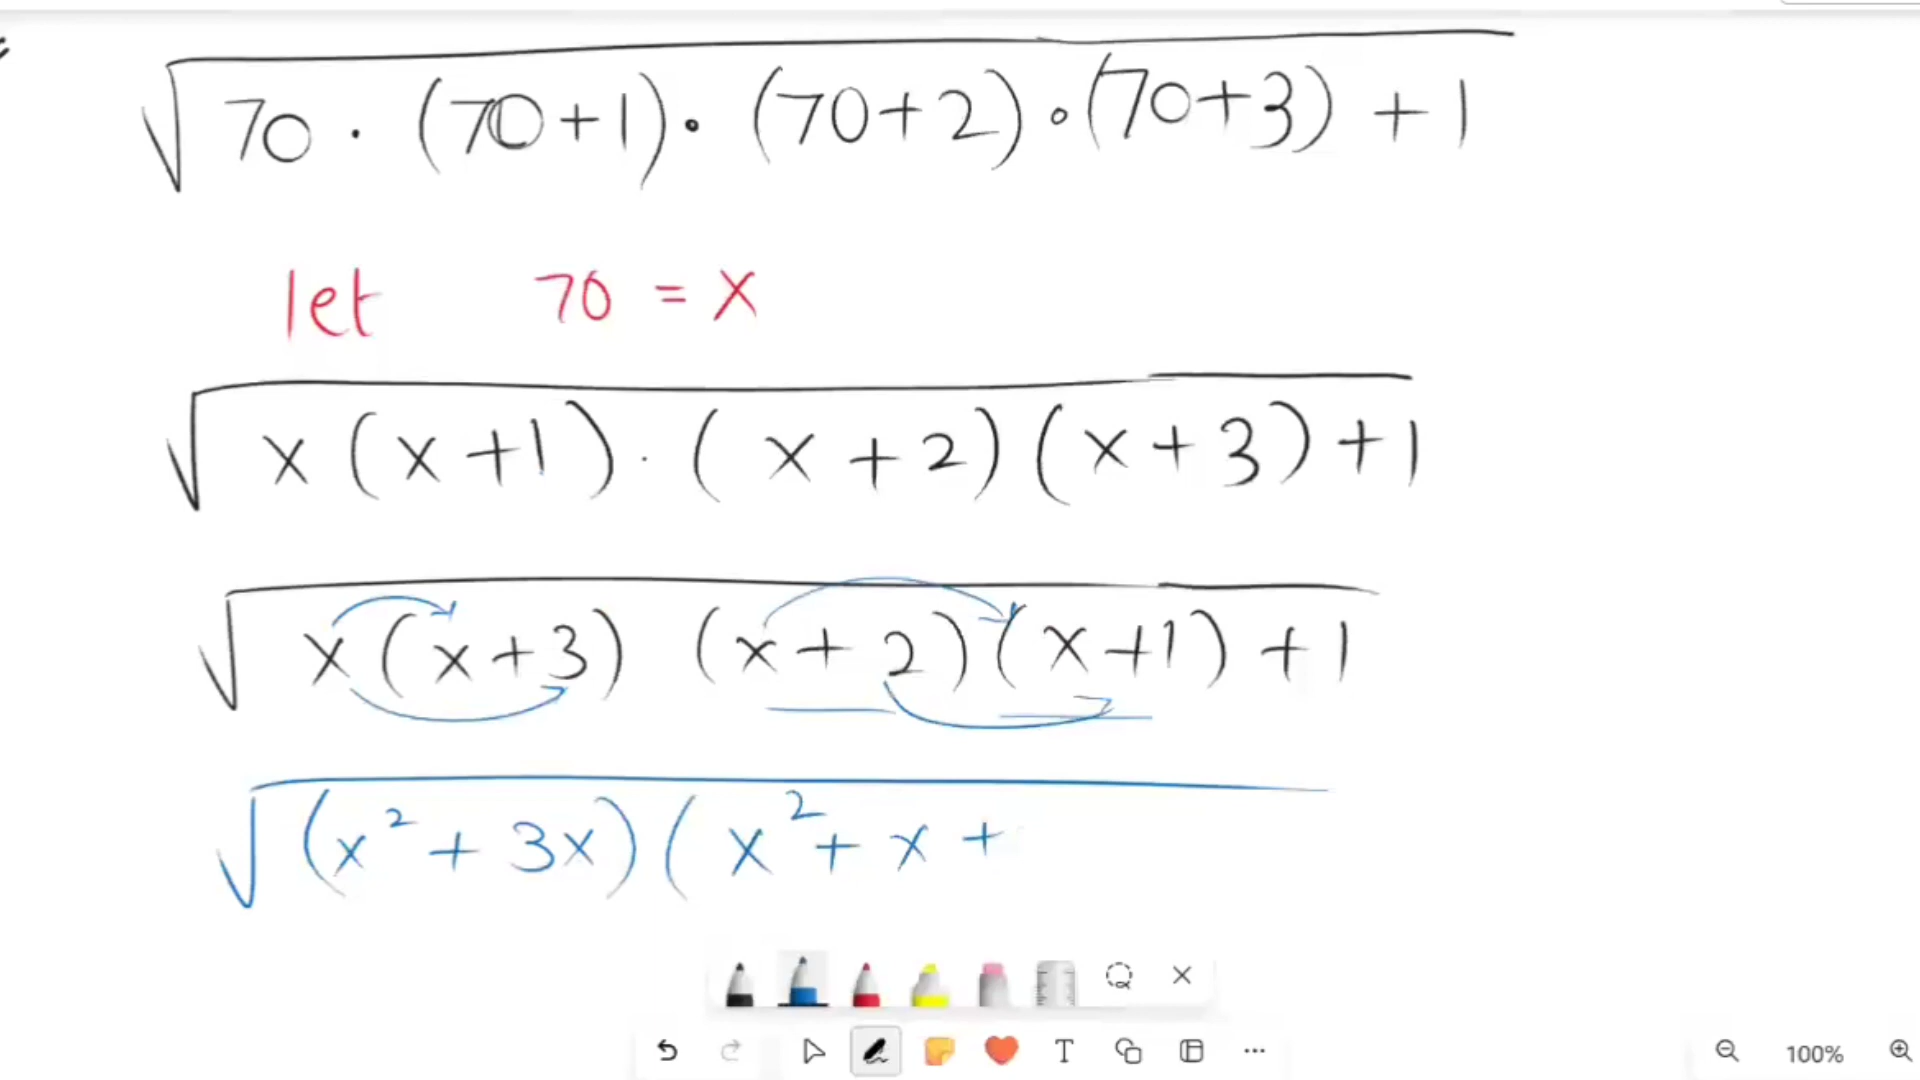 √70 · (70+1) · (70+2) · (70+3) + 1
let 70 = x
√x(x+1) · (x+2)(x+3)+1
√x(x+3) (x+2)(x+1)+1
√(x²+3x)(x²+x+
T
100%